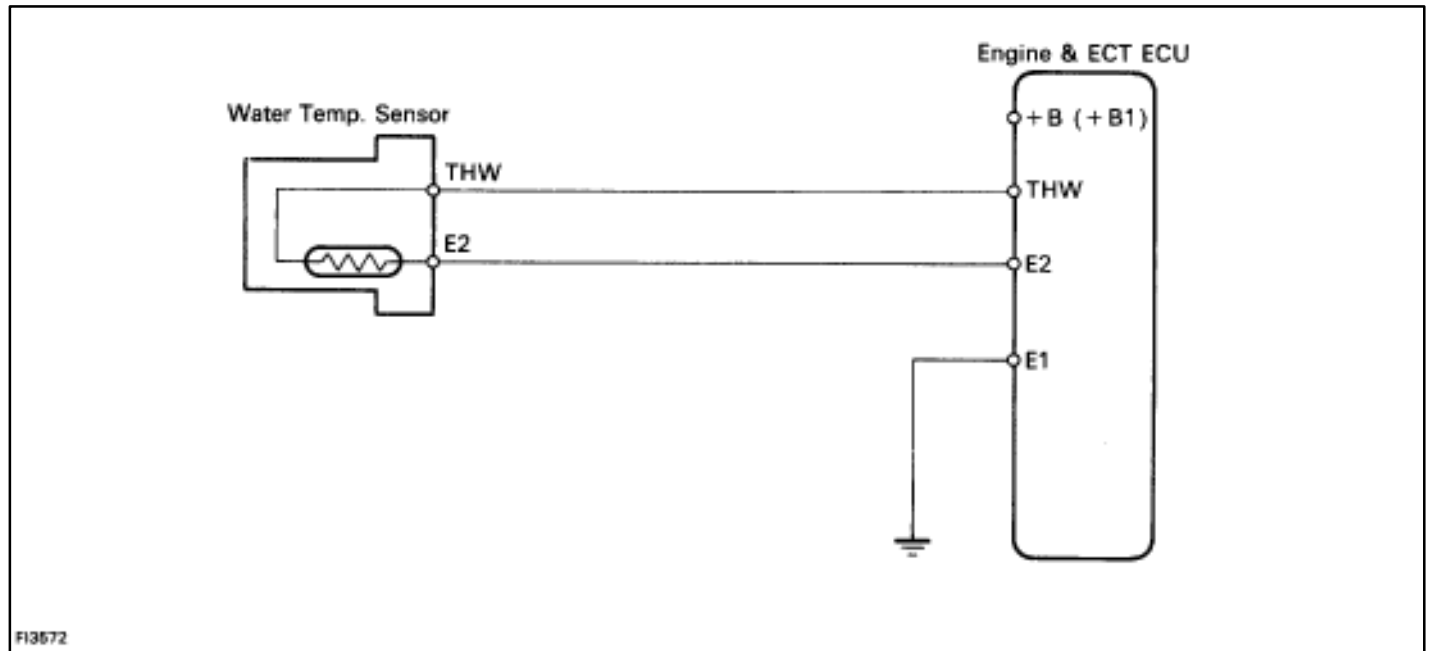 Engine & ECT ECU
Water Temp. Sensor
+B (+B1)
THW
THW
E2
E2
E1
FI3572